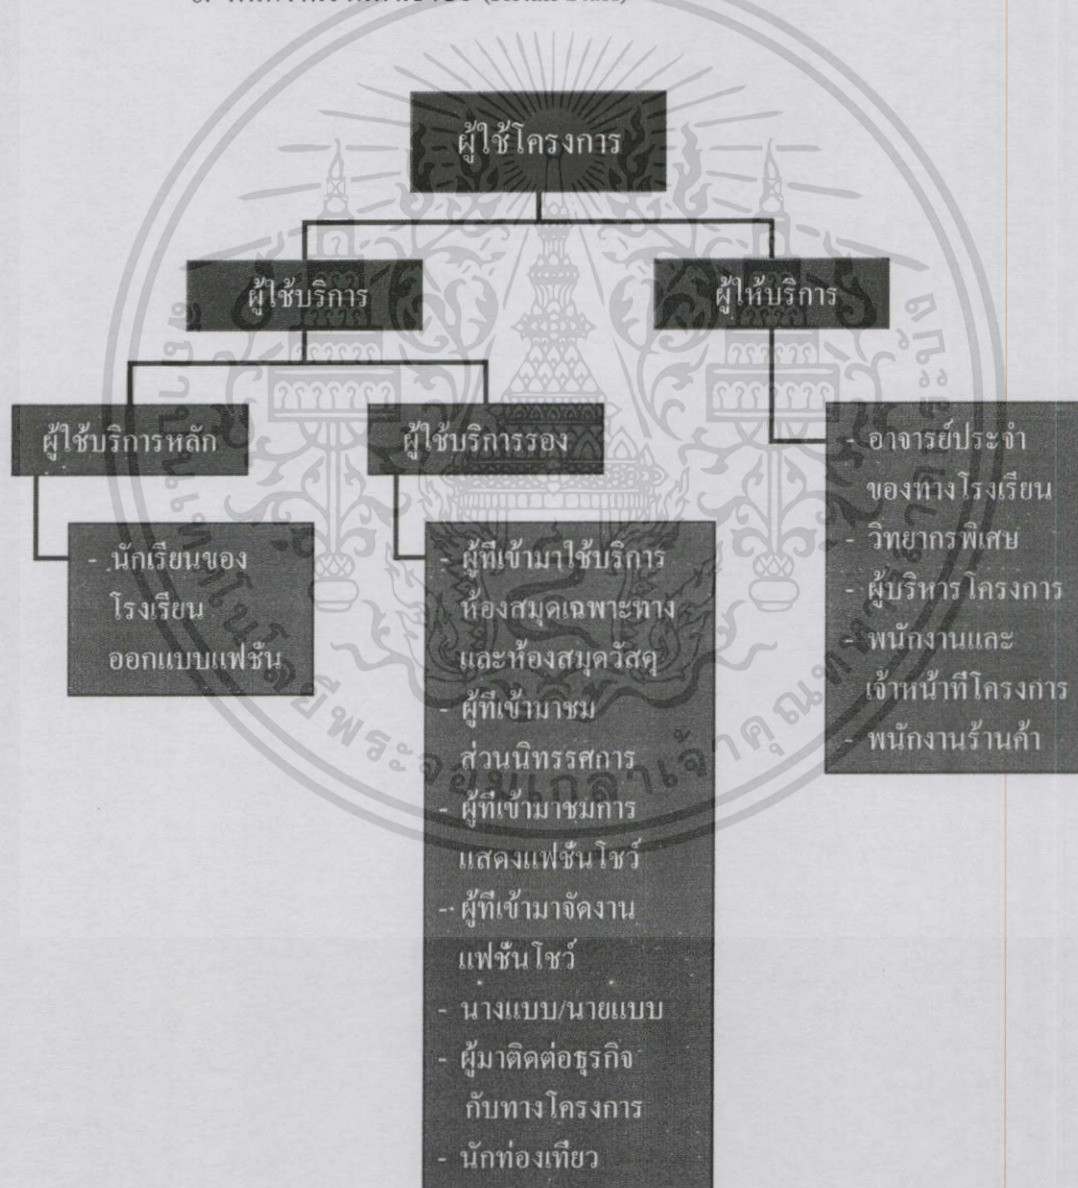 (Retail Staff)
ผู้ใช้โครงการ
ผู้ใช้บริการ
ผู้ให้บริการ
ผู้ใช้บริการหลัก
ผู้ใช้บริการรอง
- นักเรียนของ
โรงเรียน
ออกแบบแฟชั่น
- ผู้ที่เข้ามาใช้บริการ
ห้องสมุดเฉพาะทาง
และห้องสมุดวัสดุ
- ผู้ที่เข้ามาชม
ส่วนนิทรรศการ
- ผู้ที่เข้ามาชมการ
แสดงแฟชั่นโชว์
- ผู้ที่เข้ามาจัดงาน
แฟชั่นโชว์
- นางแบบ/นายแบบ
- ผู้มาติดต่อธุรกิจ
กับทางโครงการ
- นักท่องเที่ยว
- อาจารย์ประจำ
ของทางโรงเรียน
- วิทยากรพิเศษ
- ผู้บริหารโครงการ
- พนักงานและ
เจ้าหน้าที่โครงการ
- พนักงานร้านค้า